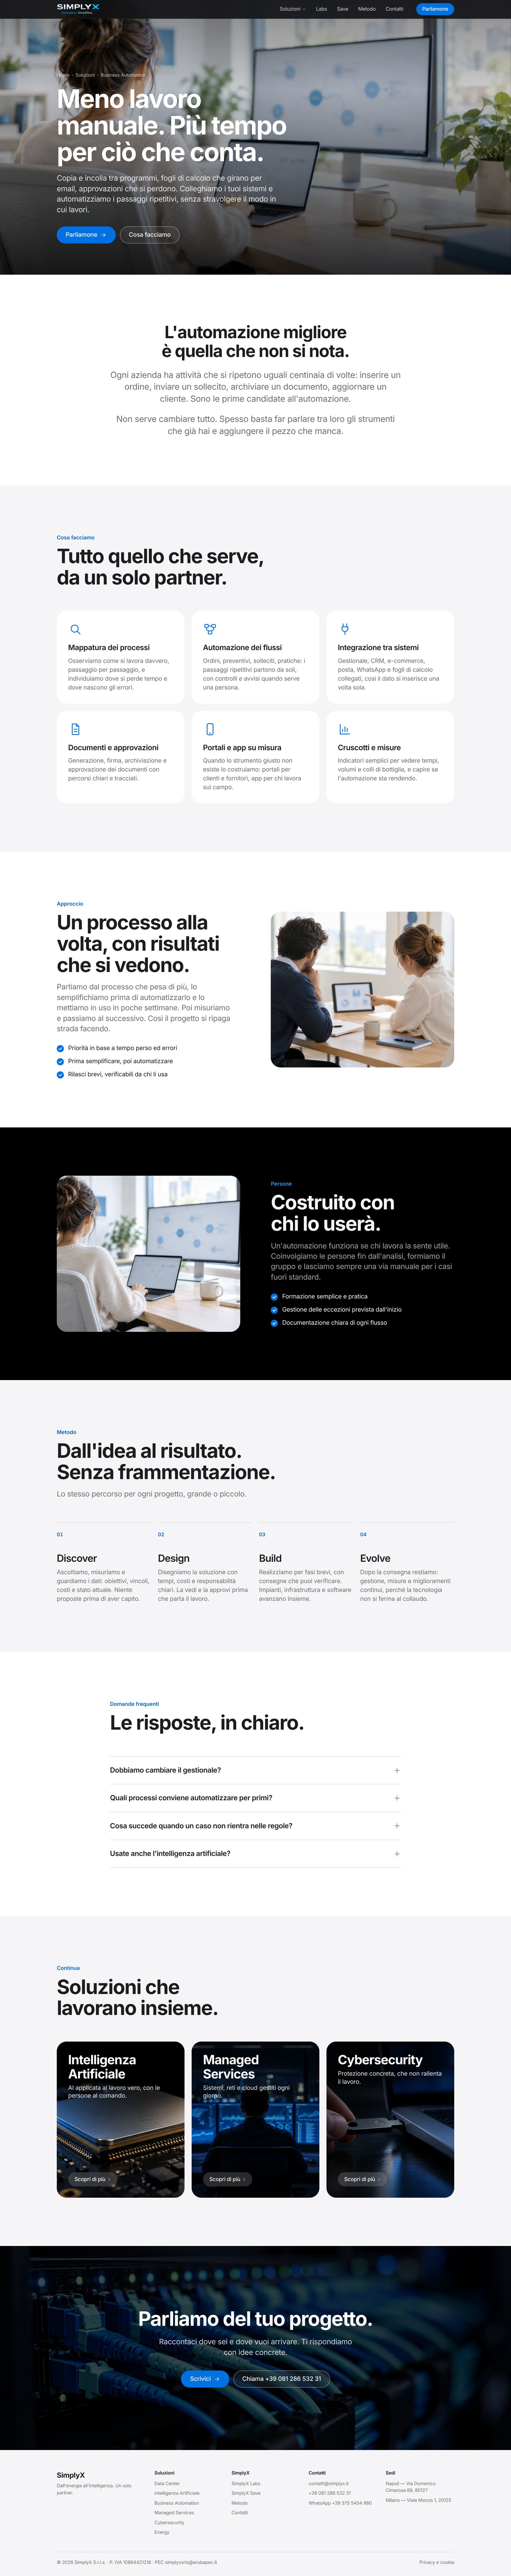 SIMPLYX
Soluzioni
Labs
Save
Metodo
Contatti
Parliamone
Home › Soluzioni › Business Automation
Meno lavoro
manuale. Più tempo
per ciò che conta.
Copia e incolla tra programmi, fogli di calcolo che girano per
email, approvazioni che si perdono. Colleghiamo i tuoi sistemi e
automatizziamo i passaggi ripetitivi, senza stravolgere il modo in
cui lavori.
Parliamone →
Cosa facciamo
L'automazione migliore
è quella che non si nota.
Ogni azienda ha attività che si ripetono uguali centinaia di volte: inserire un
ordine, inviare un sollecito, archiviare un documento, aggiornare un
cliente. Sono le prime candidate all'automazione.
Non serve cambiare tutto. Spesso basta far parlare tra loro gli strumenti
che già hai e aggiungere il pezzo che manca.
Cosa facciamo
Tutto quello che serve,
da un solo partner.
Mappatura dei processi
Osserviamo come si lavora davvero,
passaggio per passaggio, e
individuiamo dove si perde tempo e
dove nascono gli errori.
Automazione dei flussi
Ordini, preventivi, solleciti, pratiche: i
passaggi ripetitivi partono da soli,
con controlli e avvisi quando serve
una persona.
Integrazione tra sistemi
Gestionale, CRM, e-commerce,
posta, WhatsApp e fogli di calcolo
collegati, così il dato si inserisce una
volta sola.
Documenti e approvazioni
Generazione, firma, archiviazione e
approvazione dei documenti con
percorsi chiari e tracciati.
Portali e app su misura
Quando lo strumento giusto non
esiste lo costruiamo: portali per
clienti e fornitori, app per chi lavora
sul campo.
Cruscotti e misure
Indicatori semplici per vedere tempi,
volumi e colli di bottiglia, e capire se
l'automazione sta rendendo.
Approccio
Un processo alla
volta, con risultati
che si vedono.
Partiamo dal processo che pesa di più, lo
semplifichiamo prima di automatizzarlo e lo
mettiamo in uso in poche settimane. Poi misuriamo
e passiamo al successivo. Così il progetto si ripaga
strada facendo.
Priorità in base a tempo perso ed errori
Prima semplificare, poi automatizzare
Rilasci brevi, verificabili da chi li usa
Persone
Costruito con
chi lo userà.
Un'automazione funziona se chi lavora la sente utile.
Coinvolgiamo le persone fin dall'analisi, formiamo il
gruppo e lasciamo sempre una via manuale per i casi
fuori standard.
Formazione semplice e pratica
Gestione delle eccezioni prevista dall'inizio
Documentazione chiara di ogni flusso
Metodo
Dall'idea al risultato.
Senza frammentazione.
Lo stesso percorso per ogni progetto, grande o piccolo.
01
Discover
Ascoltiamo, misuriamo e
guardiamo i dati: obiettivi, vincoli,
costi e stato attuale. Niente
proposte prima di aver capito.
02
Design
Disegniamo la soluzione con
tempi, costi e responsabilità
chiari. La vedi e la approvi prima
che parta il lavoro.
03
Build
Realizziamo per fasi brevi, con
consegne che puoi verificare.
Impianti, infrastruttura e software
avanzano insieme.
04
Evolve
Dopo la consegna restiamo:
gestione, misure e miglioramenti
continui, perché la tecnologia
non si ferma al collaudo.
Domande frequenti
Le risposte, in chiaro.
Dobbiamo cambiare il gestionale?
Quali processi conviene automatizzare per primi?
Cosa succede quando un caso non rientra nelle regole?
Usate anche l'intelligenza artificiale?
Continua
Soluzioni che
lavorano insieme.
Intelligenza
Artificiale
AI applicata al lavoro vero, con le
persone al comando.
Scopri di più ›
Managed
Services
Sistemi, reti e cloud gestiti ogni
giorno.
Scopri di più ›
Cybersecurity
Protezione concreta, che non rallenta
il lavoro.
Scopri di più ›
Parliamo del tuo progetto.
Raccontaci dove sei e dove vuoi arrivare. Ti rispondiamo
con idee concrete.
Scrivici →
Chiama +39 081 286 532 31
SimplyX
Dall'energia all'intelligenza. Un solo
partner.
Soluzioni
Data Center
Intelligenza Artificiale
Business Automation
Managed Services
Cybersecurity
Energy
SimplyX
SimplyX Labs
SimplyX Save
Metodo
Contatti
Contatti
contatti@simplyx.it
+39 081 286 532 31
WhatsApp +39 375 5454 980
Sedi
Napoli — Via Domenico
Cimarosa 69, 80127
Milano — Viale Monza 1, 20125
© 2026 SimplyX S.r.l.s. · P. IVA 10864421218 · PEC simplyxsrls@arubapec.it
Privacy e cookie